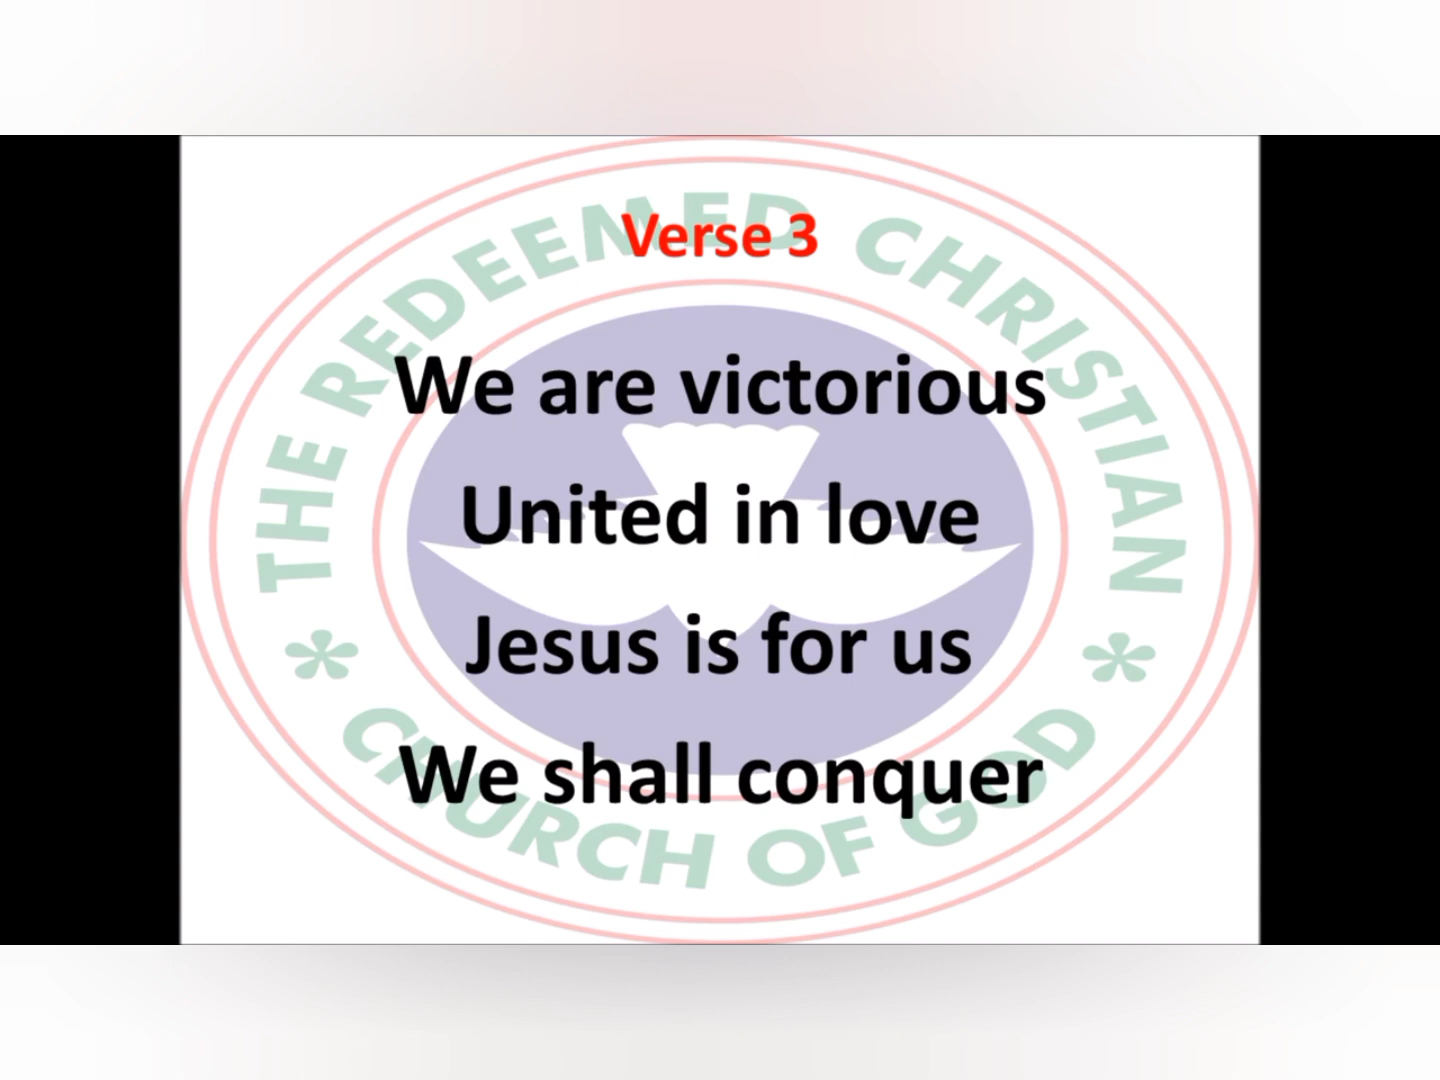 THE REDEEMED CHRISTIAN
Verse 3
We are victorious
United in love
Jesus is for us
We shall conquer
* CHURCH OF GOD *